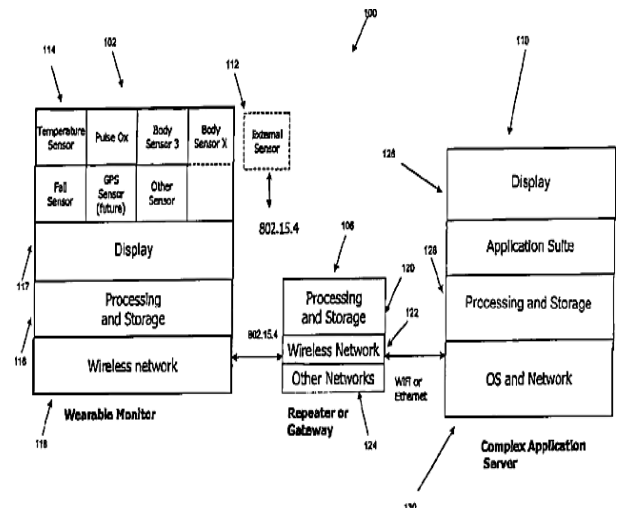 100
114
102
112
110
Temperature Sensor
Pulse Ox
Body Sensor 3
Body Sensor X
External Sensor
Fall Sensor
GPS Sensor (future)
Other Sensor
802.15.4
126
Display
Application Suite
128
Processing and Storage
OS and Network
Display
117
Processing and Storage
Wireless network
118
Wearable Monitor
802.15.4
120
Processing and Storage
122
Wireless Network
Other Networks
WiFi or Ethernet
Repeater or Gateway
124
Complex Application Server
130